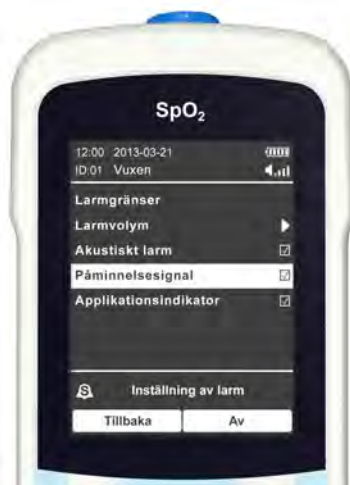 SpO₂
12:00 2013-03-21
ID:01 Vuxen
Larmgränser
Larmvolym
Akustiskt larm
Påminnelsesignal
Applikationsindikator
Inställning av larm
Tillbaka Av